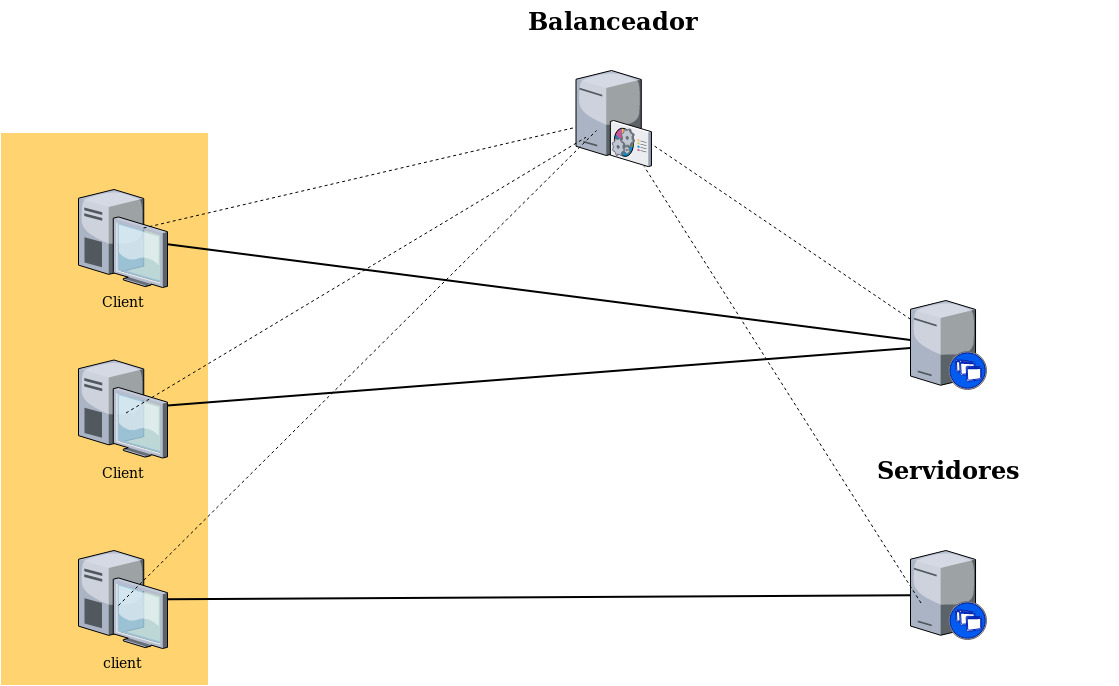 Balanceador
Client
Client
Servidores
client